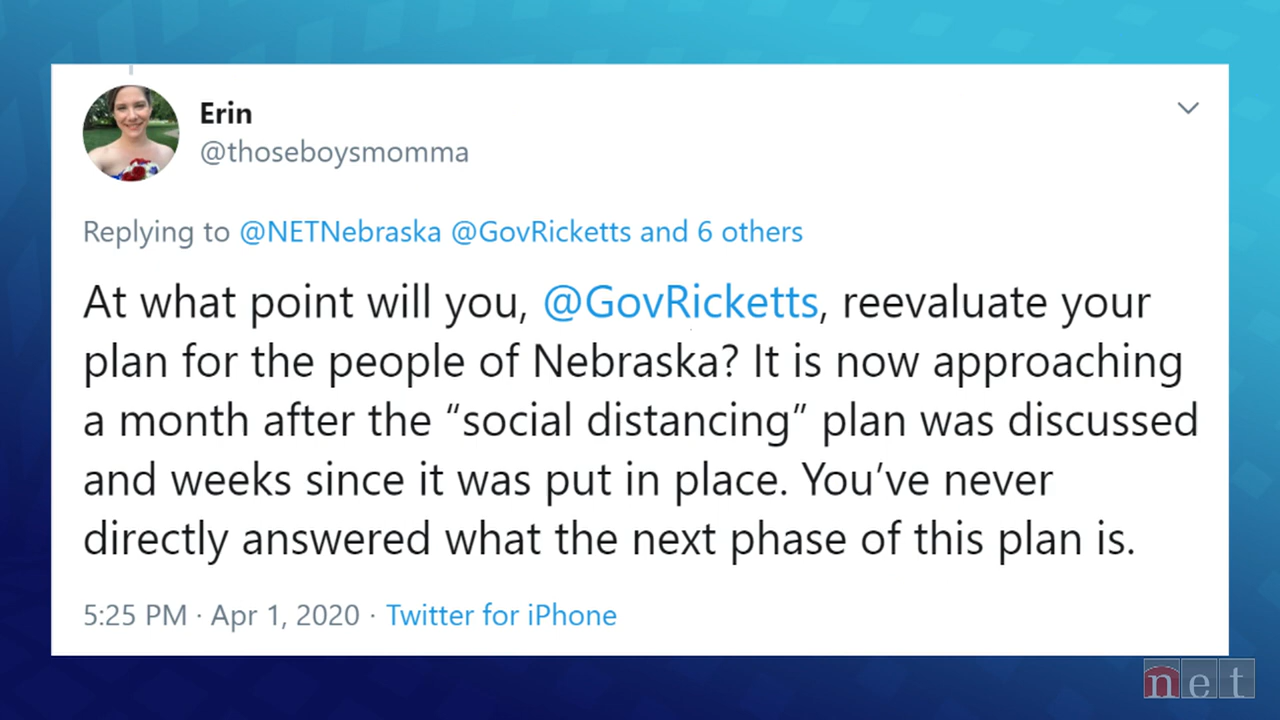 Erin
@thoseboysmomma
Replying to @NETNebraska @GovRicketts and 6 others
At what point will you, @GovRicketts, reevaluate your
plan for the people of Nebraska? It is now approaching
a month after the “social distancing” plan was discussed
and weeks since it was put in place. You’ve never
directly answered what the next phase of this plan is.
5:25 PM · Apr 1, 2020 · Twitter for iPhone
net